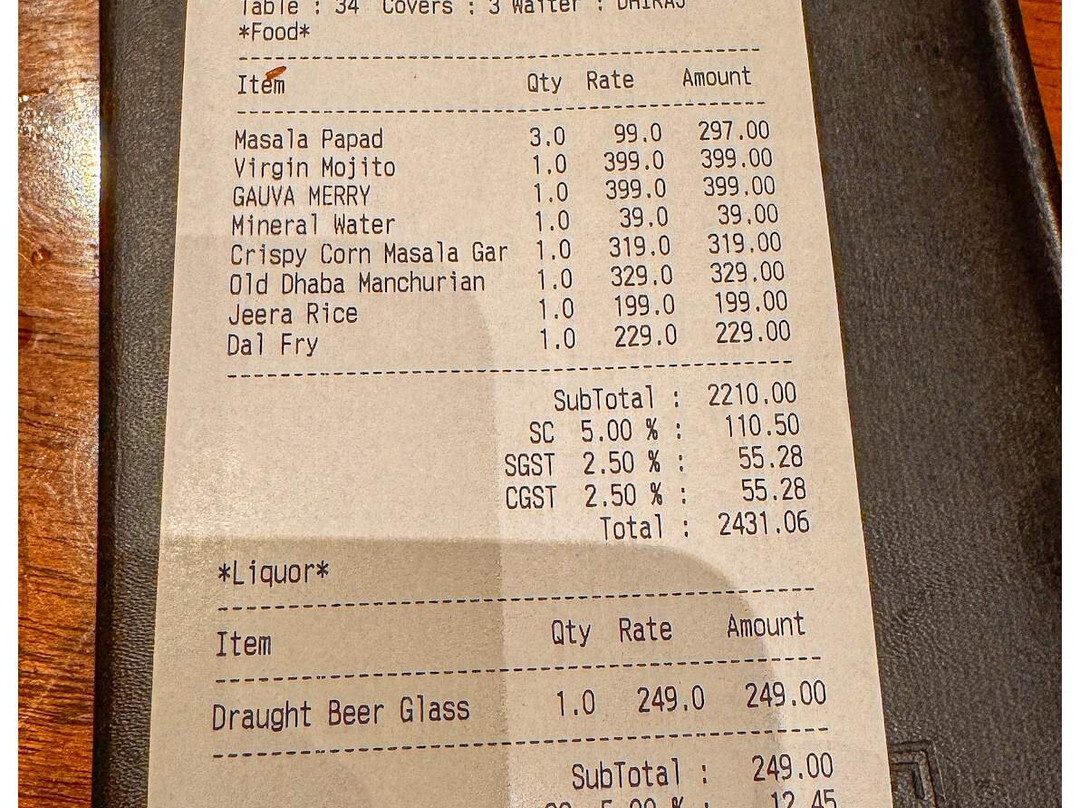 Table : 34 Covers : 3 Waiter : DHIRAJ
*Food*
Item Qty Rate Amount
Masala Papad 3.0 99.0 297.00
Virgin Mojito 1.0 399.0 399.00
GAUVA MERRY 1.0 399.0 399.00
Mineral Water 1.0 39.0 39.00
Crispy Corn Masala Gar 1.0 319.0 319.00
Old Dhaba Manchurian 1.0 329.0 329.00
Jeera Rice 1.0 199.0 199.00
Dal Fry 1.0 229.0 229.00
SubTotal : 2210.00
SC 5.00 % : 110.50
SGST 2.50 % : 55.28
CGST 2.50 % : 55.28
Total : 2431.06
*Liquor*
Item Qty Rate Amount
Draught Beer Glass 1.0 249.0 249.00
SubTotal : 249.00
SC 5.00 % : 12.45